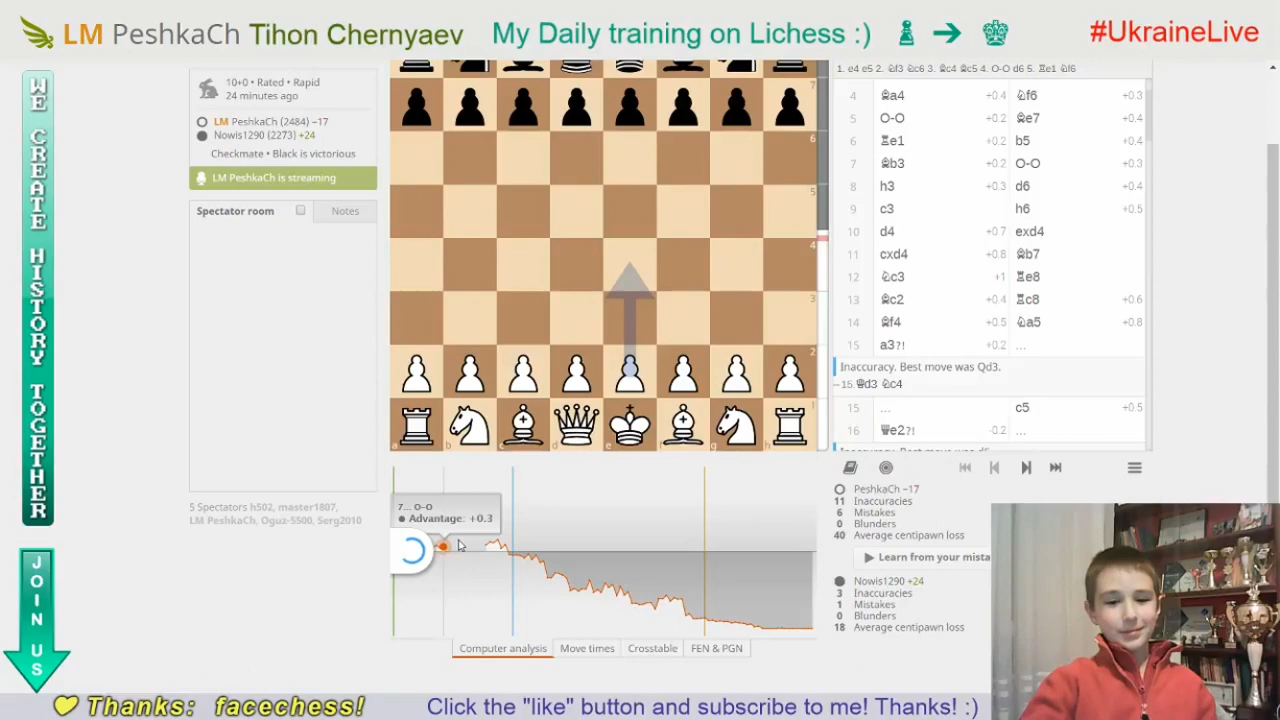 LM PeshkaCh Tihon Chernyaev
My Daily training on Lichess :)
#UkraineLive
WE CREATE HISTORY TOGETHER
JOIN US
10+0 • Rated • Rapid
24 minutes ago
LM PeshkaCh (2484) −17
Nowis1290 (2273) +24
Checkmate • Black is victorious
LM PeshkaCh is streaming
Spectator room
Notes
5 Spectators h502, master1807,
LM PeshkaCh, Oguz-5500, Serg2010
7
6
5
4
3
2
1
a b c d e f g h
1. e4 e5 2. ♘f3 ♘c6 3. ♗c4 ♗c5 4. O-O d6 5. ♖e1 ♘f6
4 ♗a4 +0.4 ♘f6 +0.3
5 O-O +0.2 ♗e7 +0.4
6 ♖e1 +0.2 b5 +0.4
7 ♗b3 +0.2 O-O +0.3
8 h3 +0.3 d6 +0.4
9 c3 h6 +0.5
10 d4 +0.7 exd4
11 cxd4 +0.8 ♗b7
12 ♘c3 +1 ♖e8
13 ♗c2 +0.4 ♖c8 +0.6
14 ♗f4 +0.5 ♘a5 +0.8
15 a3?! +0.2 ...
Inaccuracy. Best move was Qd3.
15. ♕d3 ♘c4
15 ... c5 +0.5
16 ♕e2?! -0.2 ...
7... O-O
Advantage: +0.3
Computer analysis
Move times
Crosstable
FEN & PGN
PeshkaCh −17
11 Inaccuracies
6 Mistakes
0 Blunders
40 Average centipawn loss
Learn from your mista
Nowis1290 +24
3 Inaccuracies
1 Mistakes
0 Blunders
18 Average centipawn loss
Thanks: facechess!
Click the "like" button and subscribe to me! Thanks! :)